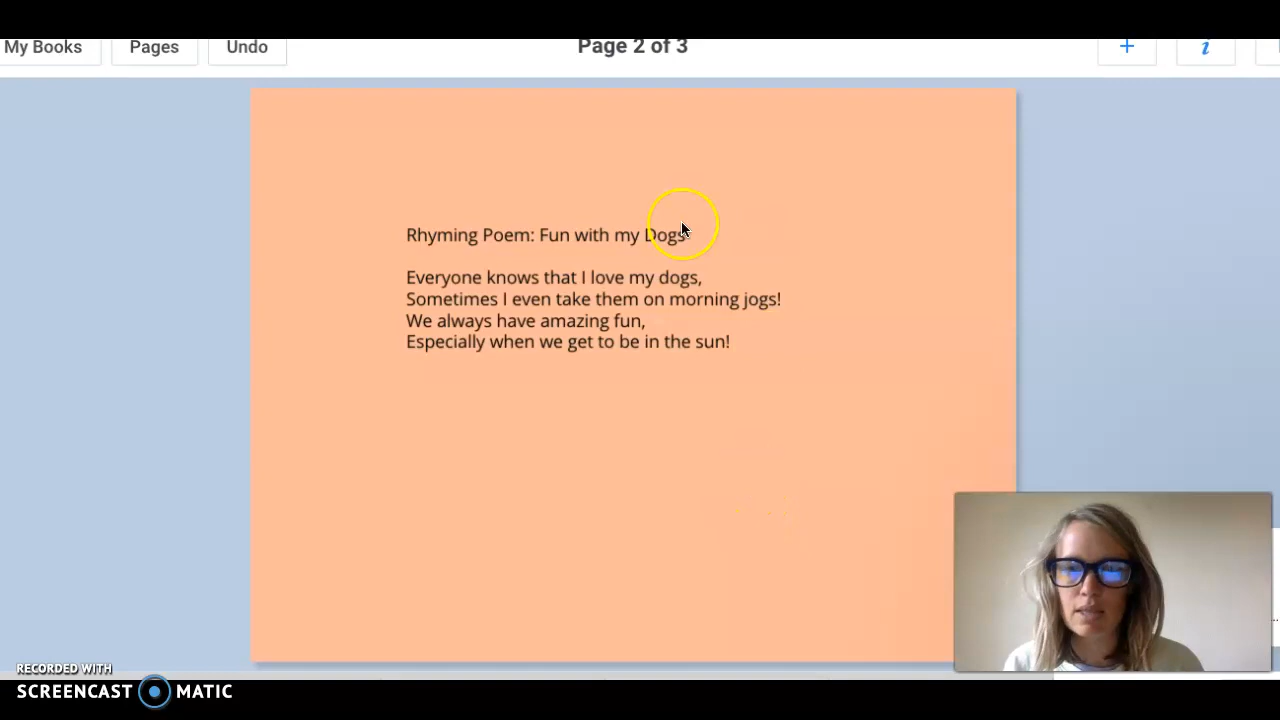 My Books Pages Undo Page 2 of 3 + i
Rhyming Poem: Fun with my Dogs
Everyone knows that I love my dogs,
Sometimes I even take them on morning jogs!
We always have amazing fun,
Especially when we get to be in the sun!
RECORDED WITH
SCREENCAST MATIC